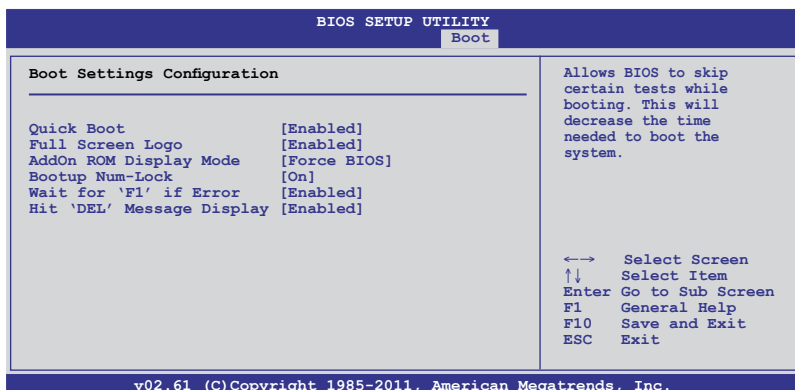 BIOS SETUP UTILITY
Boot
Boot Settings Configuration
Quick Boot [Enabled]
Full Screen Logo [Enabled]
AddOn ROM Display Mode [Force BIOS]
Bootup Num-Lock [On]
Wait for ‘F1’ if Error [Enabled]
Hit ‘DEL’ Message Display [Enabled]
Allows BIOS to skip
certain tests while
booting. This will
decrease the time
needed to boot the
system.
←→ Select Screen
↑↓ Select Item
Enter Go to Sub Screen
F1 General Help
F10 Save and Exit
ESC Exit
v02.61 (C)Copyright 1985-2011, American Megatrends, Inc.